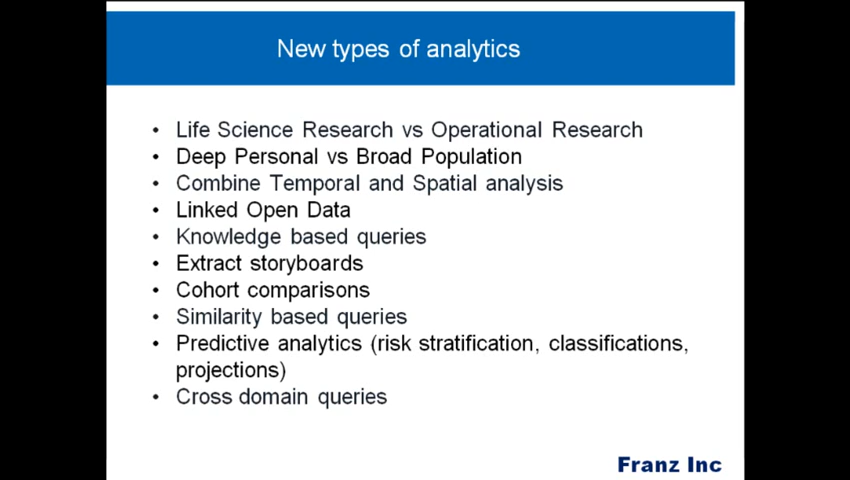 New types of analytics
• Life Science Research vs Operational Research
• Deep Personal vs Broad Population
• Combine Temporal and Spatial analysis
• Linked Open Data
• Knowledge based queries
• Extract storyboards
• Cohort comparisons
• Similarity based queries
• Predictive analytics (risk stratification, classifications,
projections)
• Cross domain queries
Franz Inc